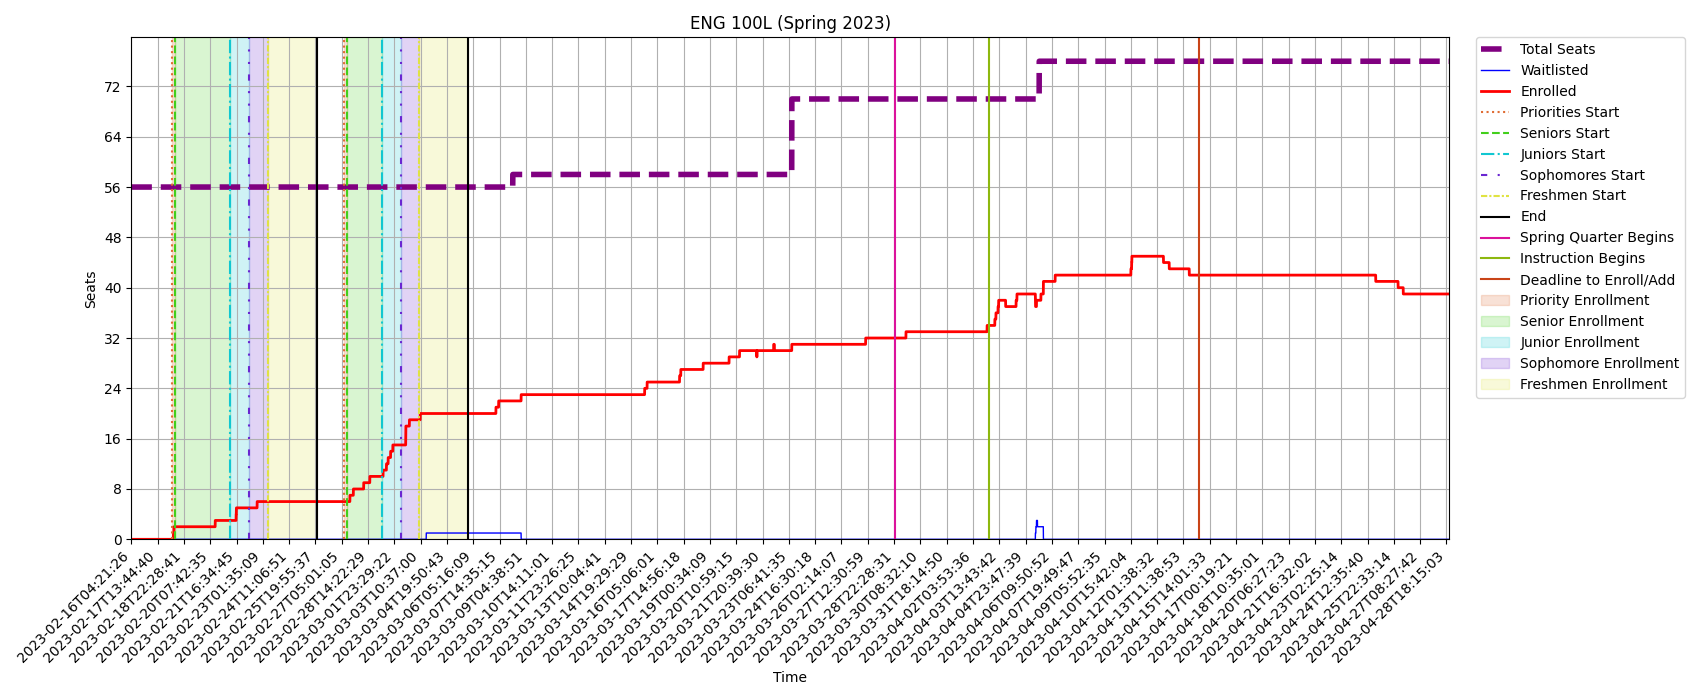 ENG 100L (Spring 2023)
Seats
72
64
56
48
40
32
24
16
8
0
2023-02-16T04:21:26
2023-02-17T13:44:40
2023-02-18T22:28:41
2023-02-20T07:42:35
2023-02-21T16:34:45
2023-02-23T01:35:09
2023-02-24T11:06:51
2023-02-25T19:55:37
2023-02-27T05:01:05
2023-02-28T14:22:29
2023-03-01T23:29:22
2023-03-03T10:37:00
2023-03-04T19:50:43
2023-03-06T05:16:09
2023-03-07T14:35:15
2023-03-09T04:38:51
2023-03-10T14:11:01
2023-03-11T23:26:25
2023-03-13T10:04:41
2023-03-14T19:29:29
2023-03-16T05:06:01
2023-03-17T14:56:18
2023-03-19T00:34:09
2023-03-20T10:59:15
2023-03-21T20:39:30
2023-03-23T06:41:35
2023-03-24T16:30:18
2023-03-26T02:14:07
2023-03-27T12:30:59
2023-03-28T22:28:31
2023-03-30T08:32:10
2023-03-31T18:14:50
2023-04-02T03:53:36
2023-04-03T13:43:42
2023-04-04T23:47:39
2023-04-06T09:50:52
2023-04-07T19:49:47
2023-04-09T05:52:35
2023-04-10T15:42:04
2023-04-12T01:38:32
2023-04-13T11:38:53
2023-04-15T14:01:33
2023-04-17T00:19:21
2023-04-18T10:35:01
2023-04-20T06:27:23
2023-04-21T16:32:02
2023-04-23T02:25:14
2023-04-24T12:35:40
2023-04-25T22:33:14
2023-04-27T08:27:42
2023-04-28T18:15:03
Time
Total Seats
Waitlisted
Enrolled
Priorities Start
Seniors Start
Juniors Start
Sophomores Start
Freshmen Start
End
Spring Quarter Begins
Instruction Begins
Deadline to Enroll/Add
Priority Enrollment
Senior Enrollment
Junior Enrollment
Sophomore Enrollment
Freshmen Enrollment